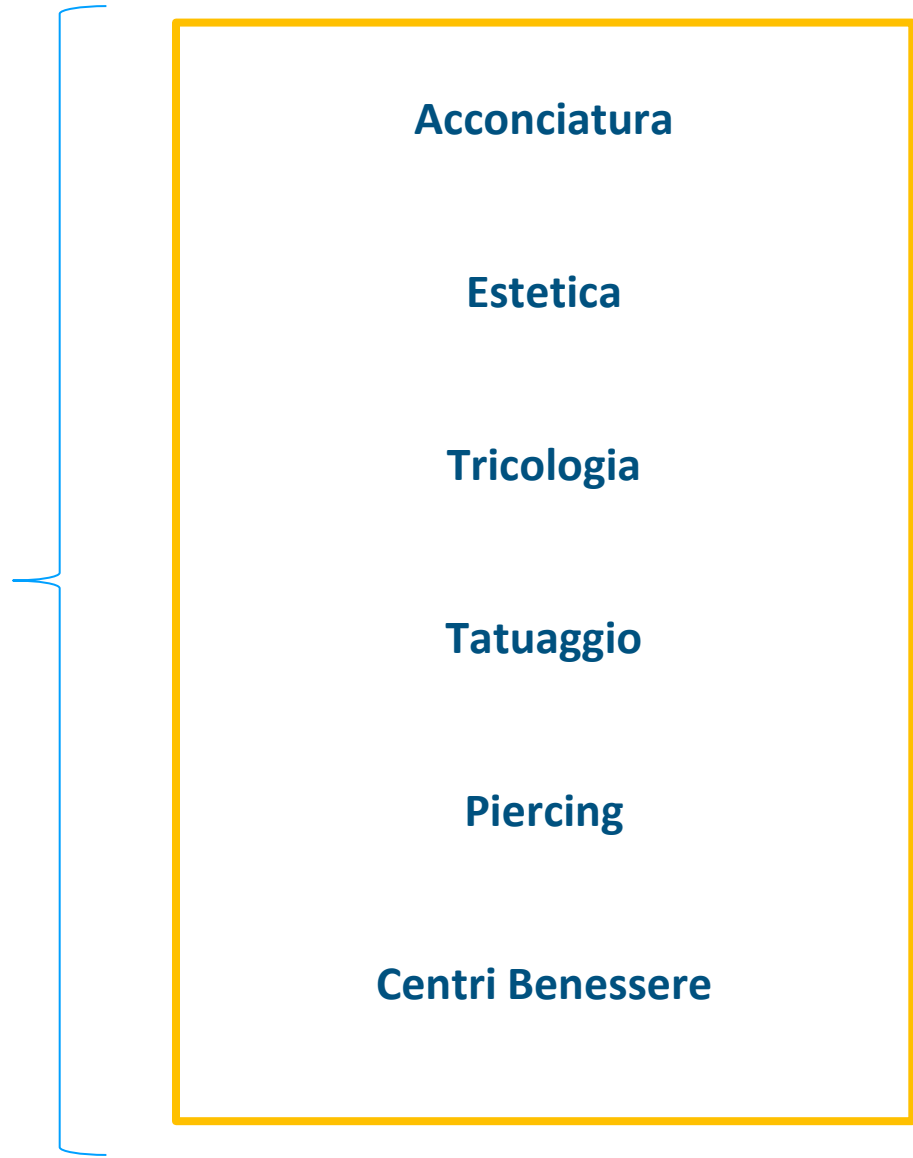 Acconciatura
Estetica
Tricologia
Tatuaggio
Piercing
Centri Benessere